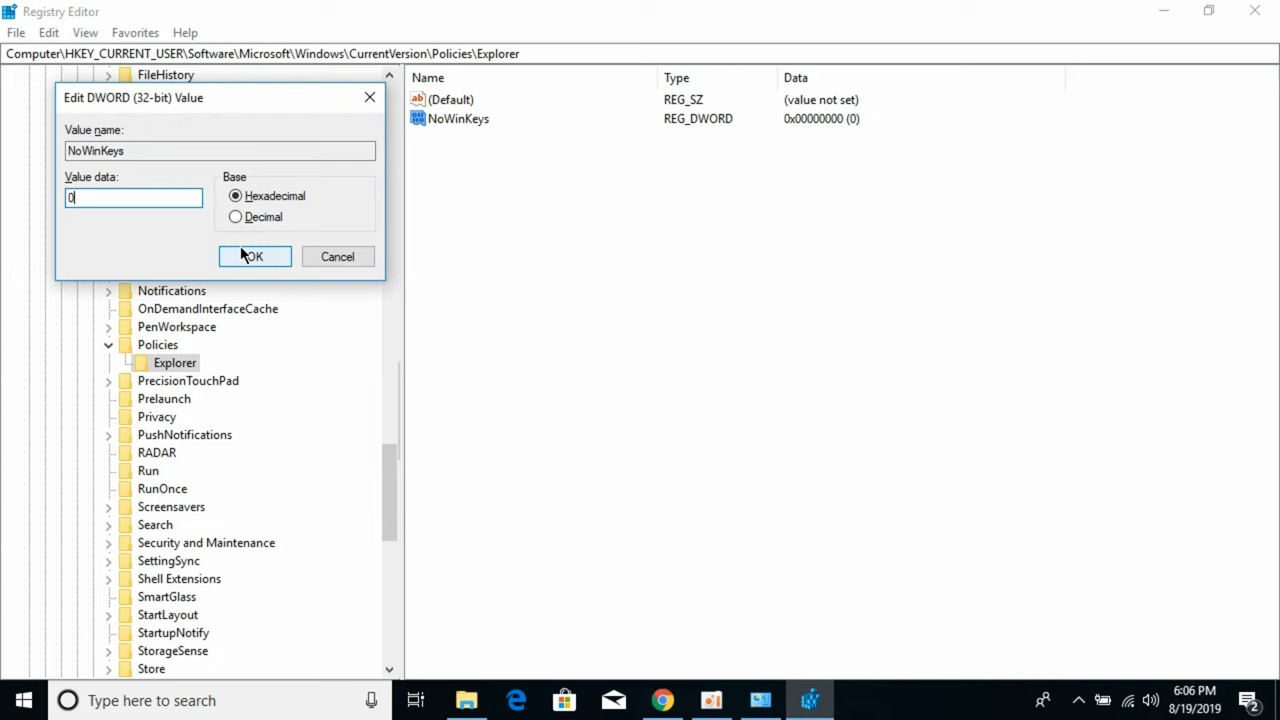 Registry Editor
File Edit View Favorites Help
Computer\HKEY_CURRENT_USER\Software\Microsoft\Windows\CurrentVersion\Policies\Explorer
FileHistory
Edit DWORD (32-bit) Value
Value name:
NoWinKeys
Value data:
0
Base
Hexadecimal
Decimal
OK
Cancel
Notifications
OnDemandInterfaceCache
PenWorkspace
Policies
Explorer
PrecisionTouchPad
Prelaunch
Privacy
PushNotifications
RADAR
Run
RunOnce
Screensavers
Search
Security and Maintenance
SettingSync
Shell Extensions
SmartGlass
StartLayout
StartupNotify
StorageSense
Store
Name Type Data
ab (Default) REG_SZ (value not set)
NoWinKeys REG_DWORD 0x00000000 (0)
Type here to search
6:06 PM
8/19/2019
2